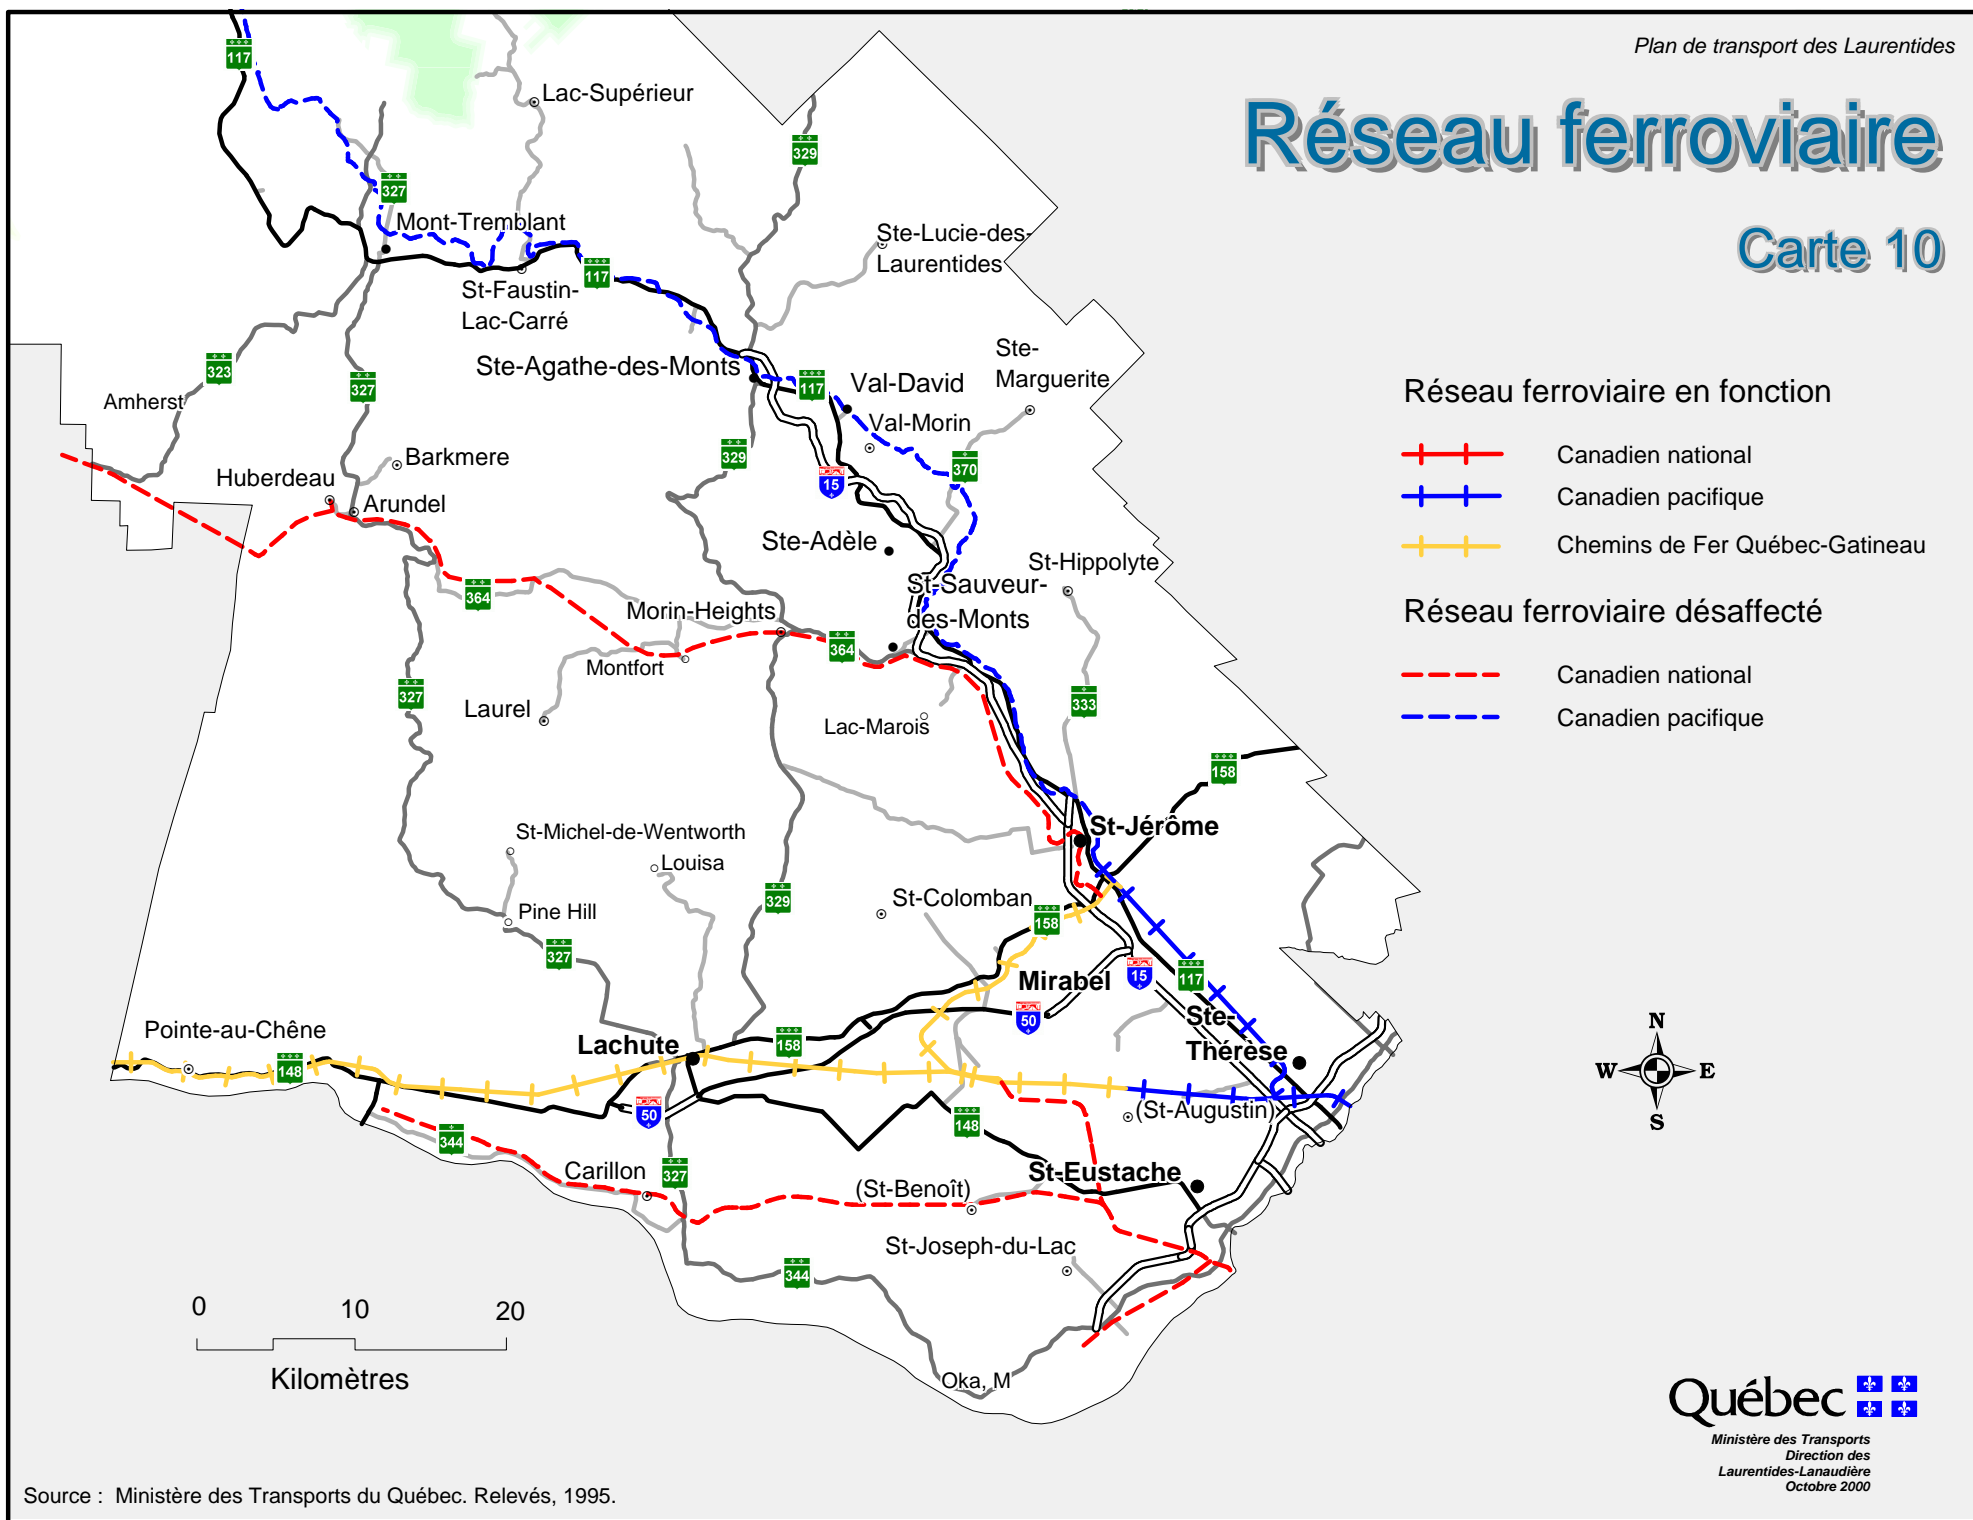 Plan de transport des Laurentides
Réseau ferroviaire
Carte 10
117
Lac-Supérieur
329
327
Mont-Tremblant
Ste-Lucie-des-
Laurentides
117
St-Faustin-
Lac-Carré
Ste-
Marguerite
323
Ste-Agathe-des-Monts
327
117
Val-David
Amherst
Val-Morin
329
Barkmere
370
Huberdeau
15
Arundel
Ste-Adèle
St-Hippolyte
St-Sauveur-
des-Monts
364
Morin-Heights
364
Montfort
327
333
Laurel
Lac-Marois
158
St-Michel-de-Wentworth
St-Jérôme
Louisa
329
St-Colomban
Pine Hill
158
327
Mirabel
15
117
Pointe-au-Chêne
50
Ste-
Thérèse
Lachute
158
148
50
(St-Augustin)
148
344
Carillon
327
St-Eustache
(St-Benoît)
St-Joseph-du-Lac
344
Oka, M
Réseau ferroviaire en fonction
Canadien national
Canadien pacifique
Chemins de Fer Québec-Gatineau
Réseau ferroviaire désaffecté
Canadien national
Canadien pacifique
N
W E
S
0 10 20
Kilomètres
Québec
Ministère des Transports
Direction des
Laurentides-Lanaudière
Octobre 2000
Source : Ministère des Transports du Québec. Relevés, 1995.